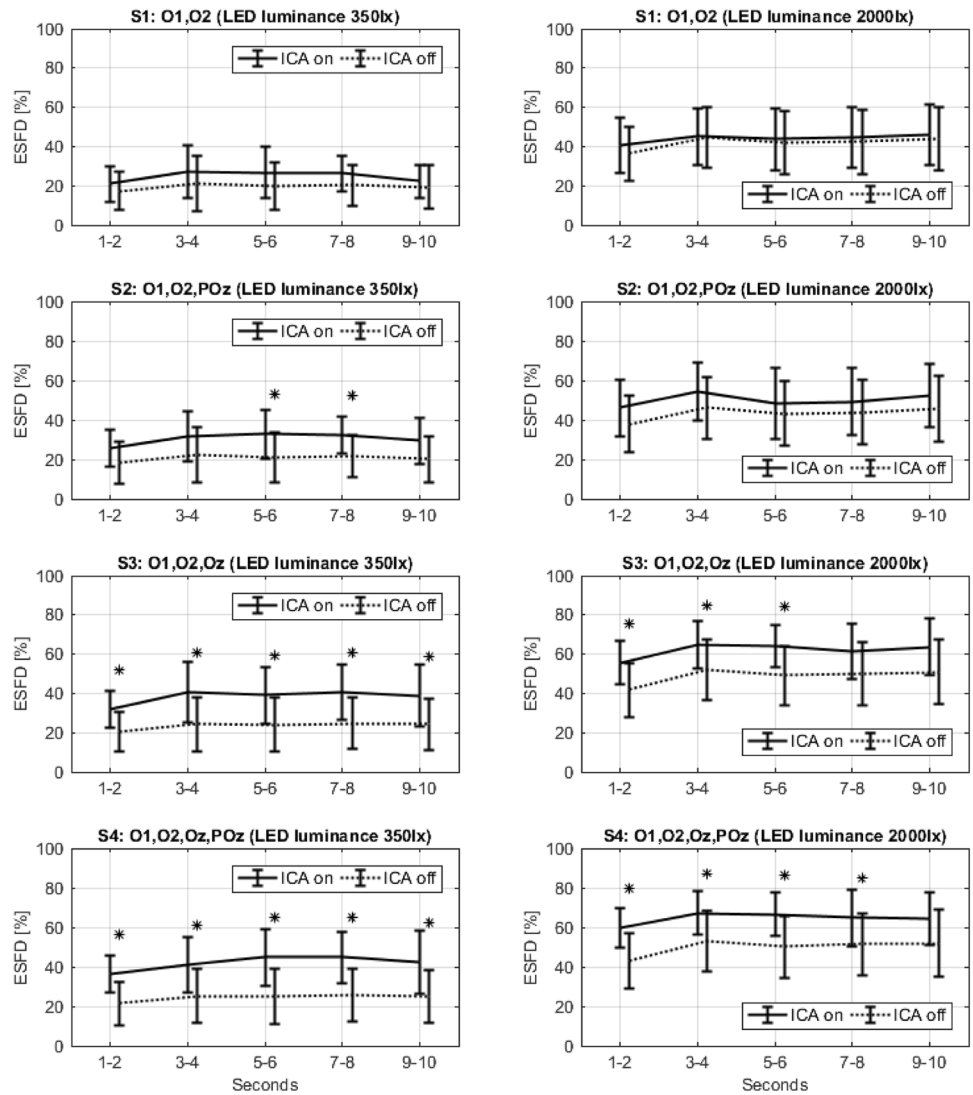 S1: O1,O2 (LED luminance 350lx)
ESFD [%]
100
80
60
40
20
0
ICA on ICA off
1-2 3-4 5-6 7-8 9-10
S1: O1,O2 (LED luminance 2000lx)
ESFD [%]
100
80
60
40
20
0
ICA on ICA off
1-2 3-4 5-6 7-8 9-10
S2: O1,O2,POz (LED luminance 350lx)
ESFD [%]
100
80
60
40
20
0
ICA on ICA off
* *
1-2 3-4 5-6 7-8 9-10
S2: O1,O2,POz (LED luminance 2000lx)
ESFD [%]
100
80
60
40
20
0
ICA on ICA off
1-2 3-4 5-6 7-8 9-10
S3: O1,O2,Oz (LED luminance 350lx)
ESFD [%]
100
80
60
40
20
0
ICA on ICA off
* * * * *
1-2 3-4 5-6 7-8 9-10
S3: O1,O2,Oz (LED luminance 2000lx)
ESFD [%]
100
80
60
40
20
0
* * *
ICA on ICA off
1-2 3-4 5-6 7-8 9-10
S4: O1,O2,Oz,POz (LED luminance 350lx)
ESFD [%]
100
80
60
40
20
0
ICA on ICA off
* * * * *
1-2 3-4 5-6 7-8 9-10
Seconds
S4: O1,O2,Oz,POz (LED luminance 2000lx)
ESFD [%]
100
80
60
40
20
0
* * * *
ICA on ICA off
1-2 3-4 5-6 7-8 9-10
Seconds